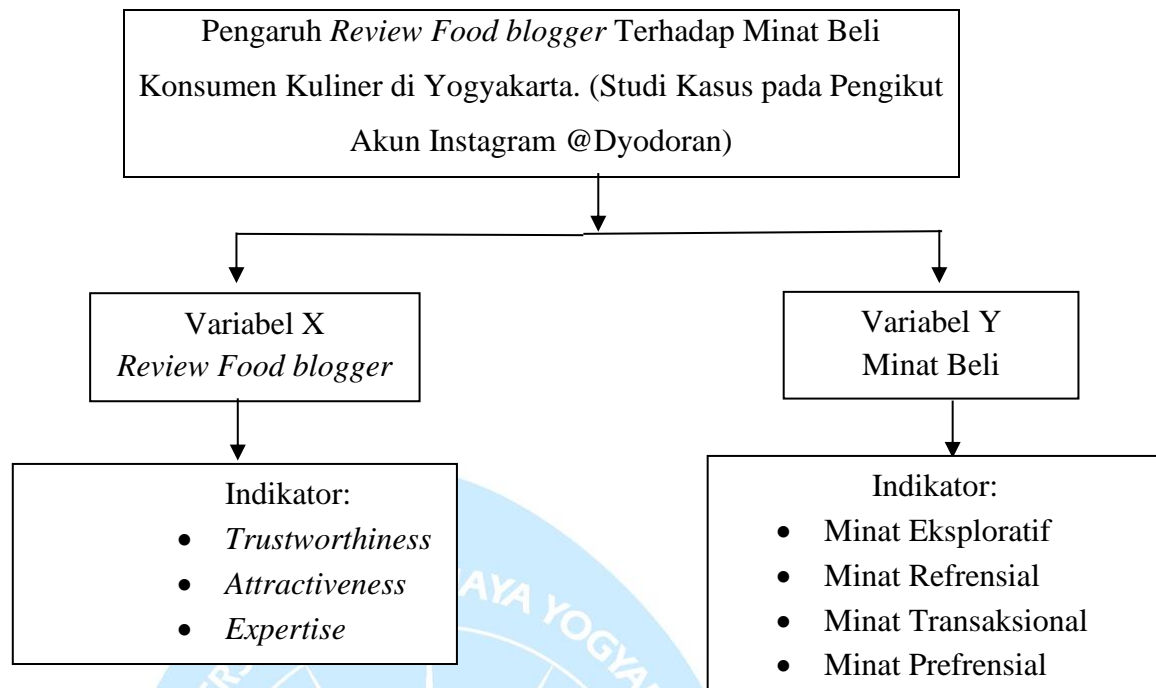 Pengaruh Review Food blogger Terhadap Minat Beli
Konsumen Kuliner di Yogyakarta. (Studi Kasus pada Pengikut
Akun Instagram @Dyodoran)
Variabel X
Review Food blogger
Variabel Y
Minat Beli
Indikator:
• Trustworthiness
• Attractiveness
• Expertise
Indikator:
• Minat Eksploratif
• Minat Refrensial
• Minat Transaksional
• Minat Prefrensial